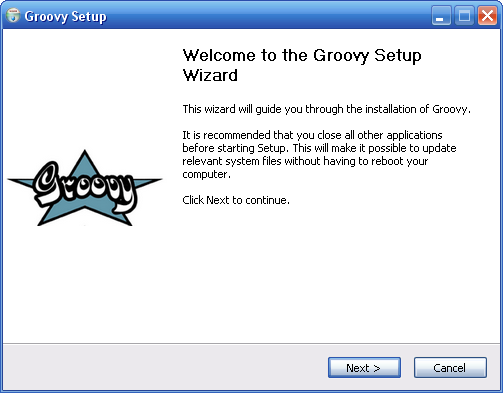 Groovy Setup
Welcome to the Groovy Setup
Wizard
This wizard will guide you through the installation of Groovy.
It is recommended that you close all other applications
before starting Setup. This will make it possible to update
relevant system files without having to reboot your
computer.
Click Next to continue.
Groovy
Next >
Cancel